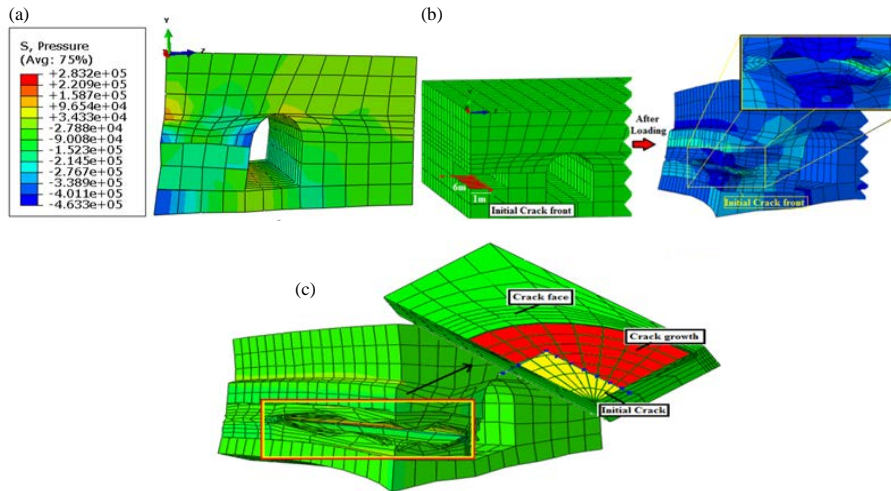 (a)
Y
Z
S, Pressure
(Avg: 75%)
+2.832e+05
+2.209e+05
+1.587e+05
+9.654e+04
+3.433e+04
-2.788e+04
-9.008e+04
-1.523e+05
-2.145e+05
-2.767e+05
-3.389e+05
-4.011e+05
-4.633e+05
(b)
6m
1m
Initial Crack front
After
Loading
Initial Crack front
(c)
Crack face
Crack growth
Initial Crack